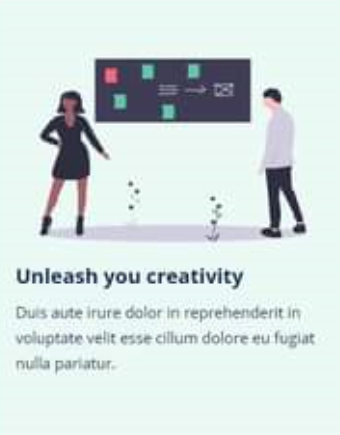 Unleash you creativity
Duis aute irure dolor in reprehenderit in
voluptate velit esse cillum dolore eu fugiat
nulla pariatur.